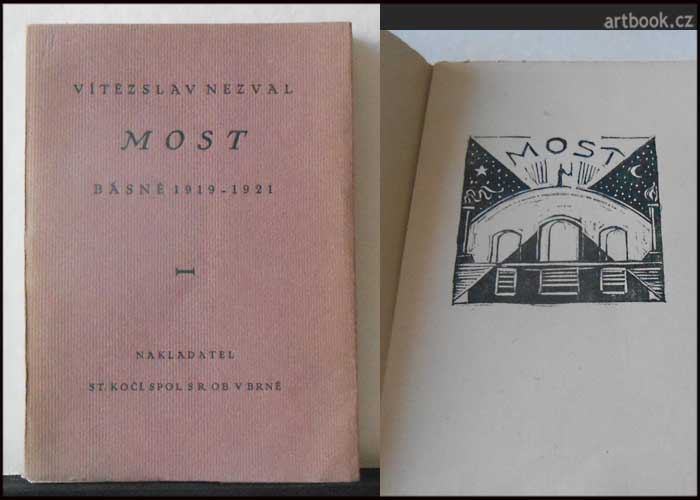 VÍTĚZSLAV NEZVAL
MOST
BÁSNĚ 1919-1921
I
NAKLADATEL
ST. KOČÍ, SPOL. S R. OB. V BRNĚ
artbook.cz
MOST